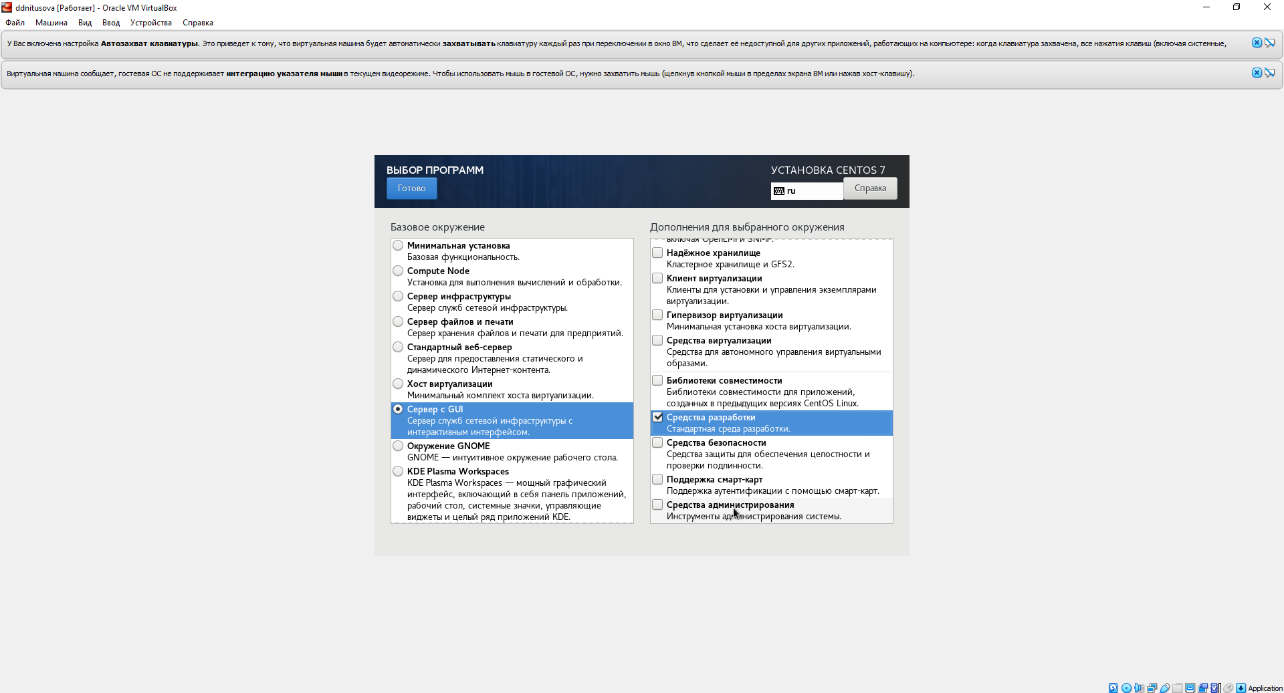 ddnitusova [Работает] - Oracle VM VirtualBox
Файл Машина Вид Ввод Устройства Справка
У Вас включена настройка Автозахват клавиатуры. Это приведет к тому, что виртуальная машина будет автоматически захватывать клавиатуру каждый раз при переключении в окно ВМ, что сделает её недоступной для других приложений, работающих на компьютере: когда клавиатура захвачена, все нажатия клавиш (включая системные,
Виртуальная машина сообщает, гостевая ОС не поддерживает интеграцию указателя мыши в текущем видеорежиме. Чтобы использовать мышь в гостевой ОС, нужно захватить мышь (щелкнув кнопкой мыши в пределах экрана ВМ или нажав хост-клавишу).
ВЫБОР ПРОГРАММ
Готово
УСТАНОВКА CENTOS 7
ru
Справка
Базовое окружение
Минимальная установка
Базовая функциональность.
Compute Node
Установка для выполнения вычислений и обработки.
Сервер инфраструктуры
Сервер служб сетевой инфраструктуры.
Сервер файлов и печати
Сервер хранения файлов и печати для предприятий.
Стандартный веб-сервер
Сервер для предоставления статического и
динамического Интернет-контента.
Хост виртуализации
Минимальный комплект хоста виртуализации.
Сервер с GUI
Сервер служб сетевой инфраструктуры с
интерактивным интерфейсом.
Окружение GNOME
GNOME — интуитивное окружение рабочего стола.
KDE Plasma Workspaces
KDE Plasma Workspaces — мощный графический
интерфейс, включающий в себя панель приложений,
рабочий стол, системные значки, управляющие
виджеты и целый ряд приложений KDE.
Дополнения для выбранного окружения
включая OpenLMI и SNMP.
Надёжное хранилище
Кластерное хранилище и GFS2.
Клиент виртуализации
Клиенты для установки и управления экземплярами
виртуализации.
Гипервизор виртуализации
Минимальная установка хоста виртуализации.
Средства виртуализации
Средства для автономного управления виртуальными
образами.
Библиотеки совместимости
Библиотеки совместимости для приложений,
созданных в предыдущих версиях CentOS Linux.
Средства разработки
Стандартная среда разработки.
Средства безопасности
Средства защиты для обеспечения целостности и
проверки подлинности.
Поддержка смарт-карт
Поддержка аутентификации с помощью смарт-карт.
Средства администрирования
Инструменты администрирования системы.
Application